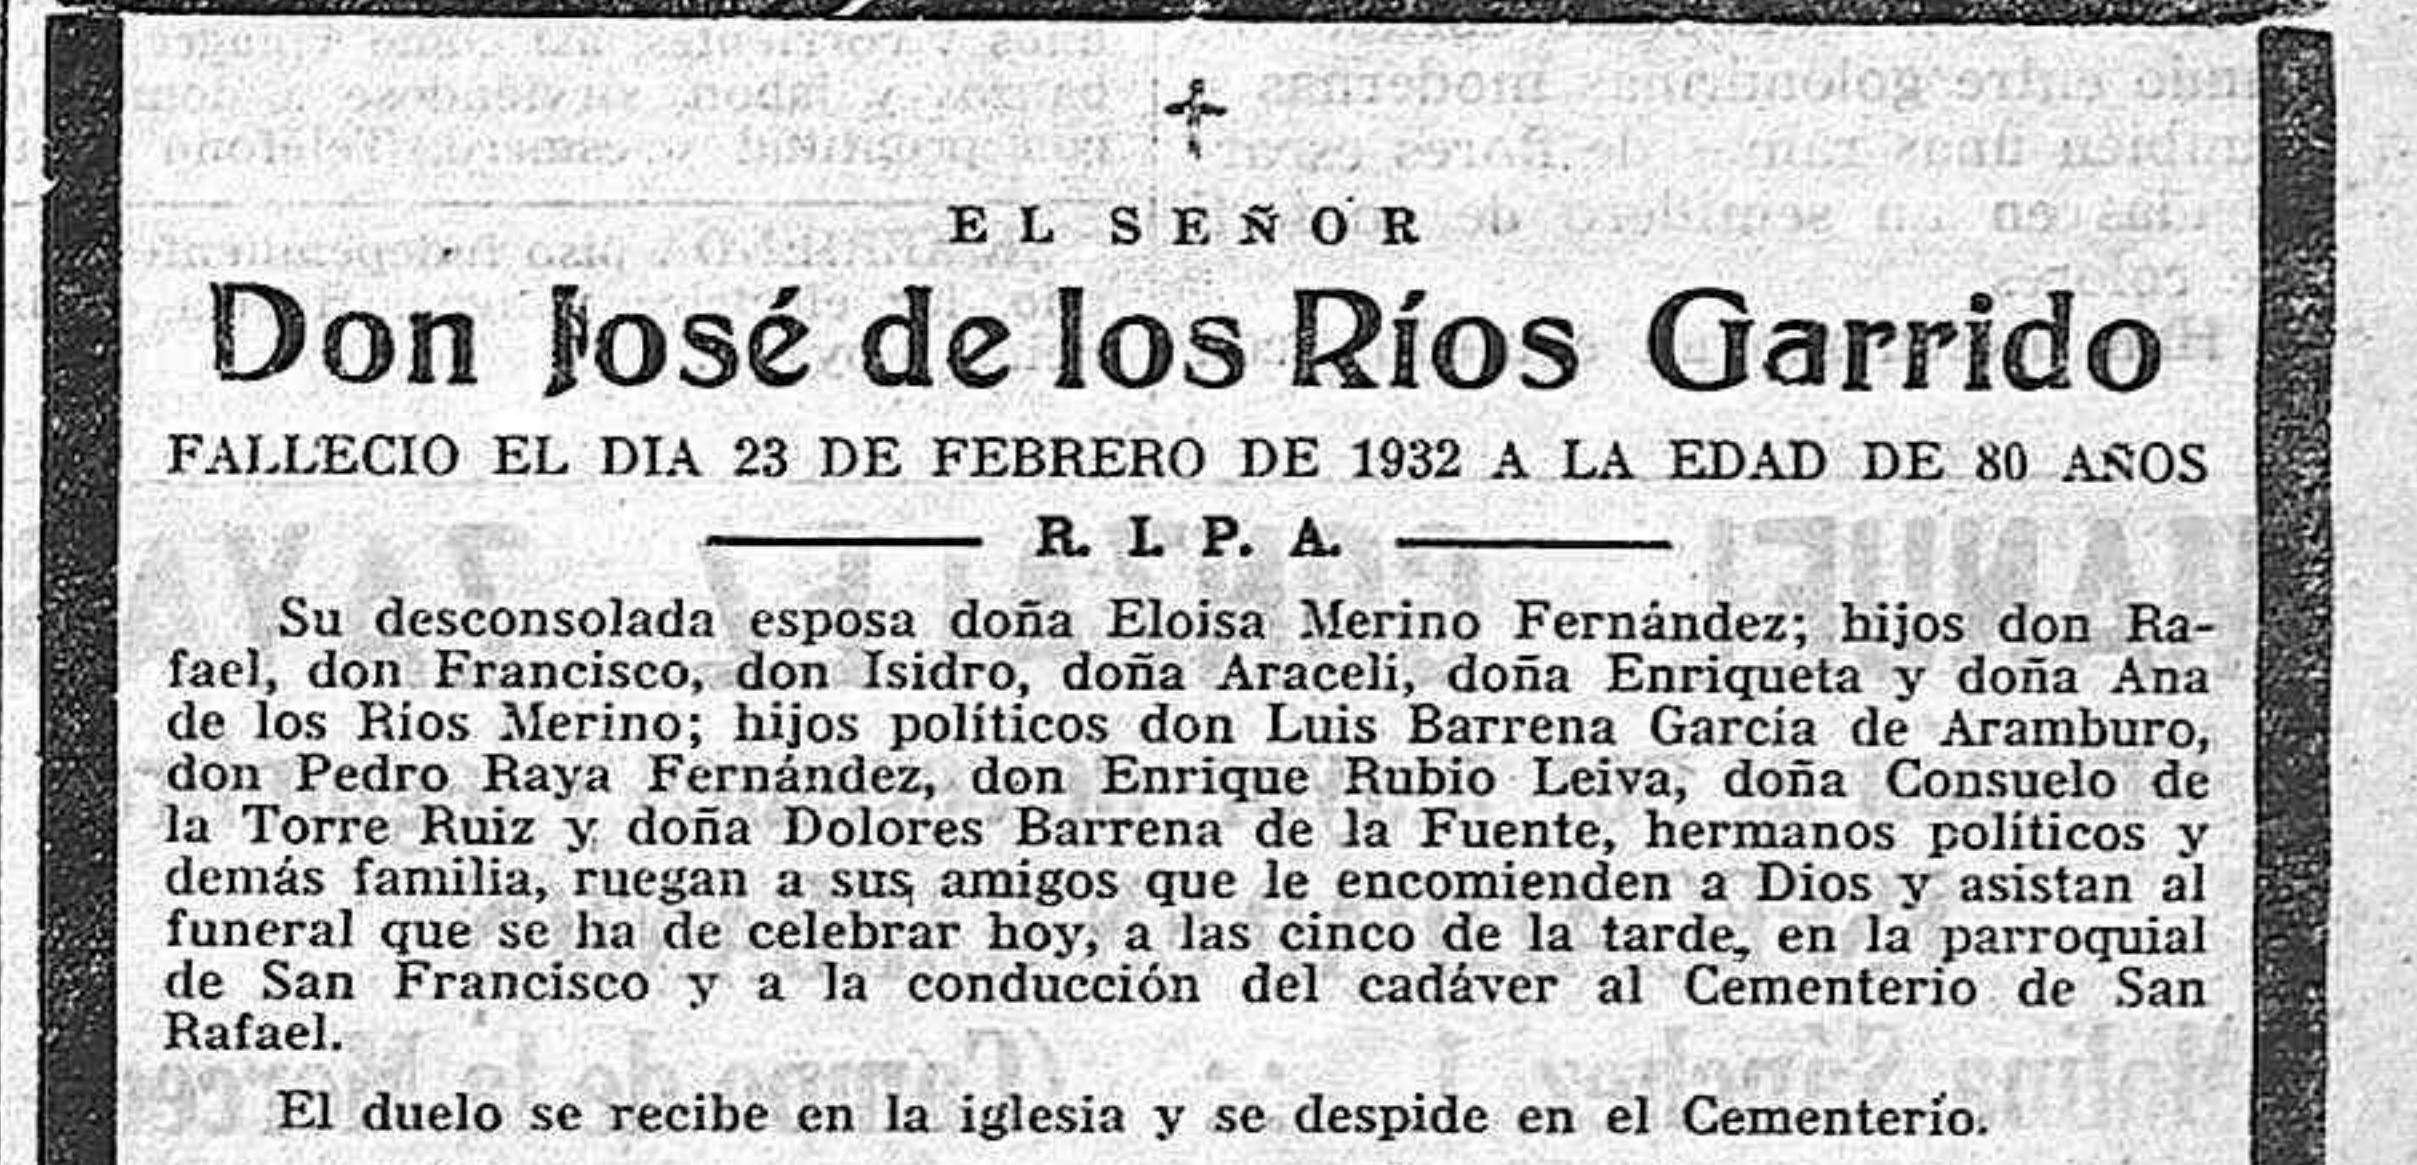 EL SEÑOR
Don José de los Ríos Garrido
FALLECIO EL DIA 23 DE FEBRERO DE 1932 A LA EDAD DE 80 AÑOS
R. I. P. A.
Su desconsolada esposa doña Eloisa Merino Fernández; hijos don Ra-
fael, don Francisco, don Isidro, doña Araceli, doña Enriqueta y doña Ana
de los Rios Merino; hijos políticos don Luis Barrena García de Aramburo,
don Pedro Raya Fernández, don Enrique Rubio Leiva, doña Consuelo de
la Torre Ruiz y doña Dolores Barrena de la Fuente, hermanos políticos y
demás familia, ruegan a sus amigos que le encomienden a Dios y asistan al
funeral que se ha de celebrar hoy, a las cinco de la tarde, en la parroquial
de San Francisco y a la conducción del cadáver al Cementerio de San
Rafael.
El duelo se recibe en la iglesia y se despide en el Cementerio.